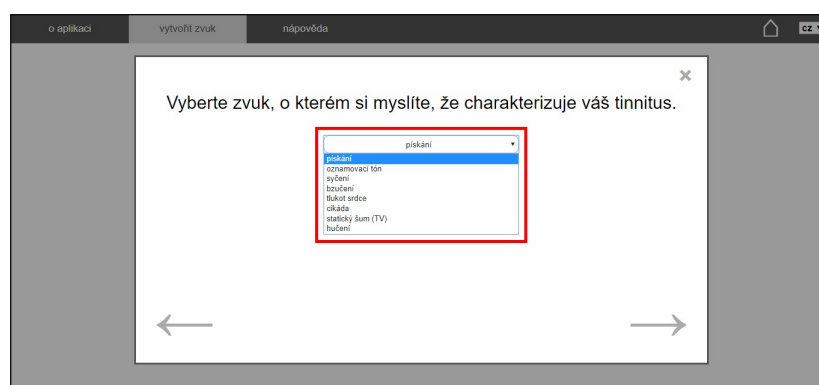 o aplikaci vytvořit zvuk nápověda cz
Vyberte zvuk, o kterém si myslíte, že charakterizuje váš tinnitus.
pískání
pískání
oznamovací tón
syčení
bzučení
tlukot srdce
cikáda
statický šum (TV)
hučení